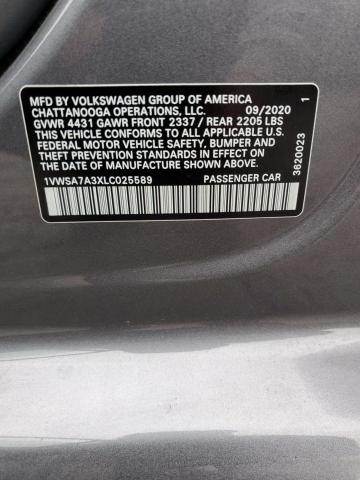 MFD BY VOLKSWAGEN GROUP OF AMERICA
CHATTANOOGA OPERATIONS, LLC. 09/2020
GVWR 4431 GAWR FRONT 2337 / REAR 2205 LBS
THIS VEHICLE CONFORMS TO ALL APPLICABLE U.S.
FEDERAL MOTOR VEHICLE SAFETY, BUMPER AND
THEFT PREVENTION STANDARDS IN EFFECT ON
THE DATE OF MANUFACTURE SHOWN ABOVE.
1VWSA7A3XLC025589 PASSENGER CAR
3620023 1